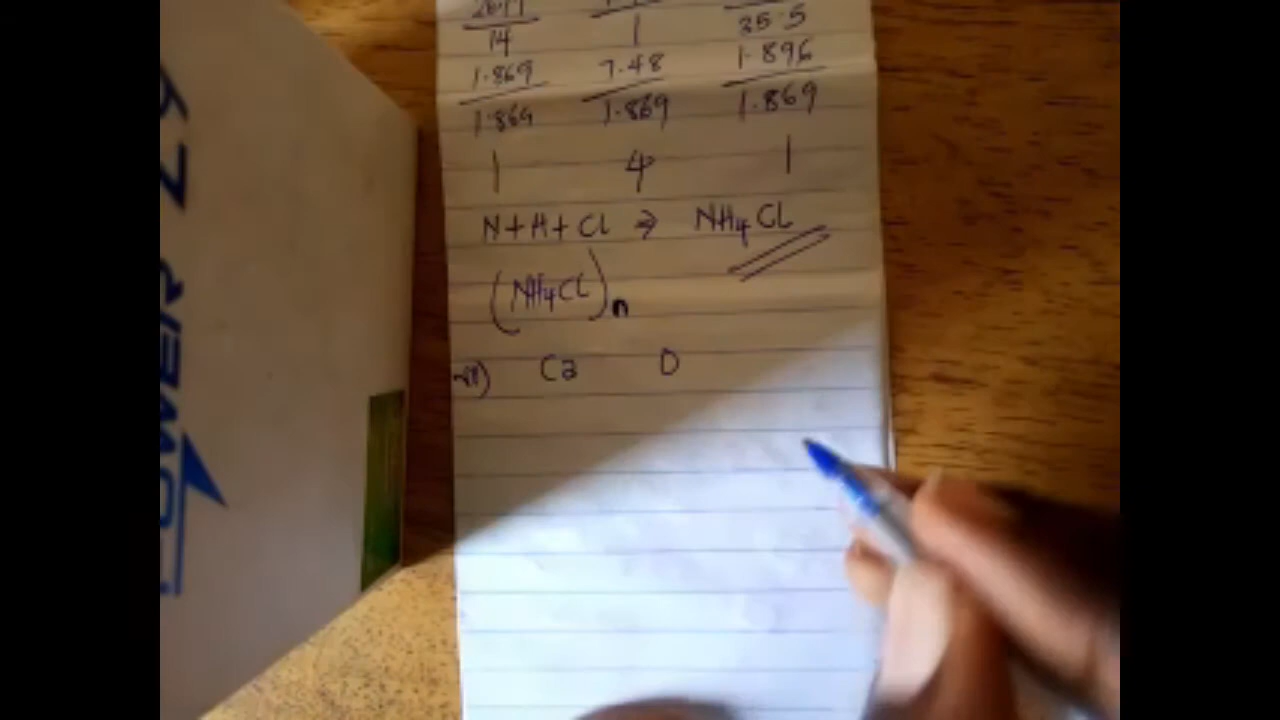 14 1 35.5
1.869 7.48 1.896
1.869 1.869 1.869
1 4 1
N+H+Cl ⇒ NH₄Cl
(NH₄Cl)n
Ca O